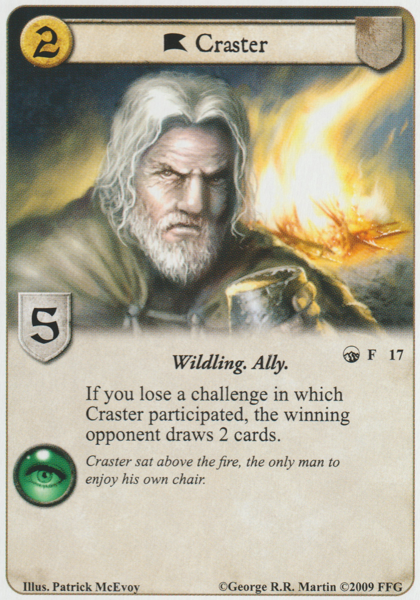 2
Craster
5
Wildling. Ally.
F 17
If you lose a challenge in which
Craster participated, the winning
opponent draws 2 cards.
Craster sat above the fire, the only man to
enjoy his own chair.
Illus. Patrick McEvoy
©George R.R. Martin ©2009 FFG